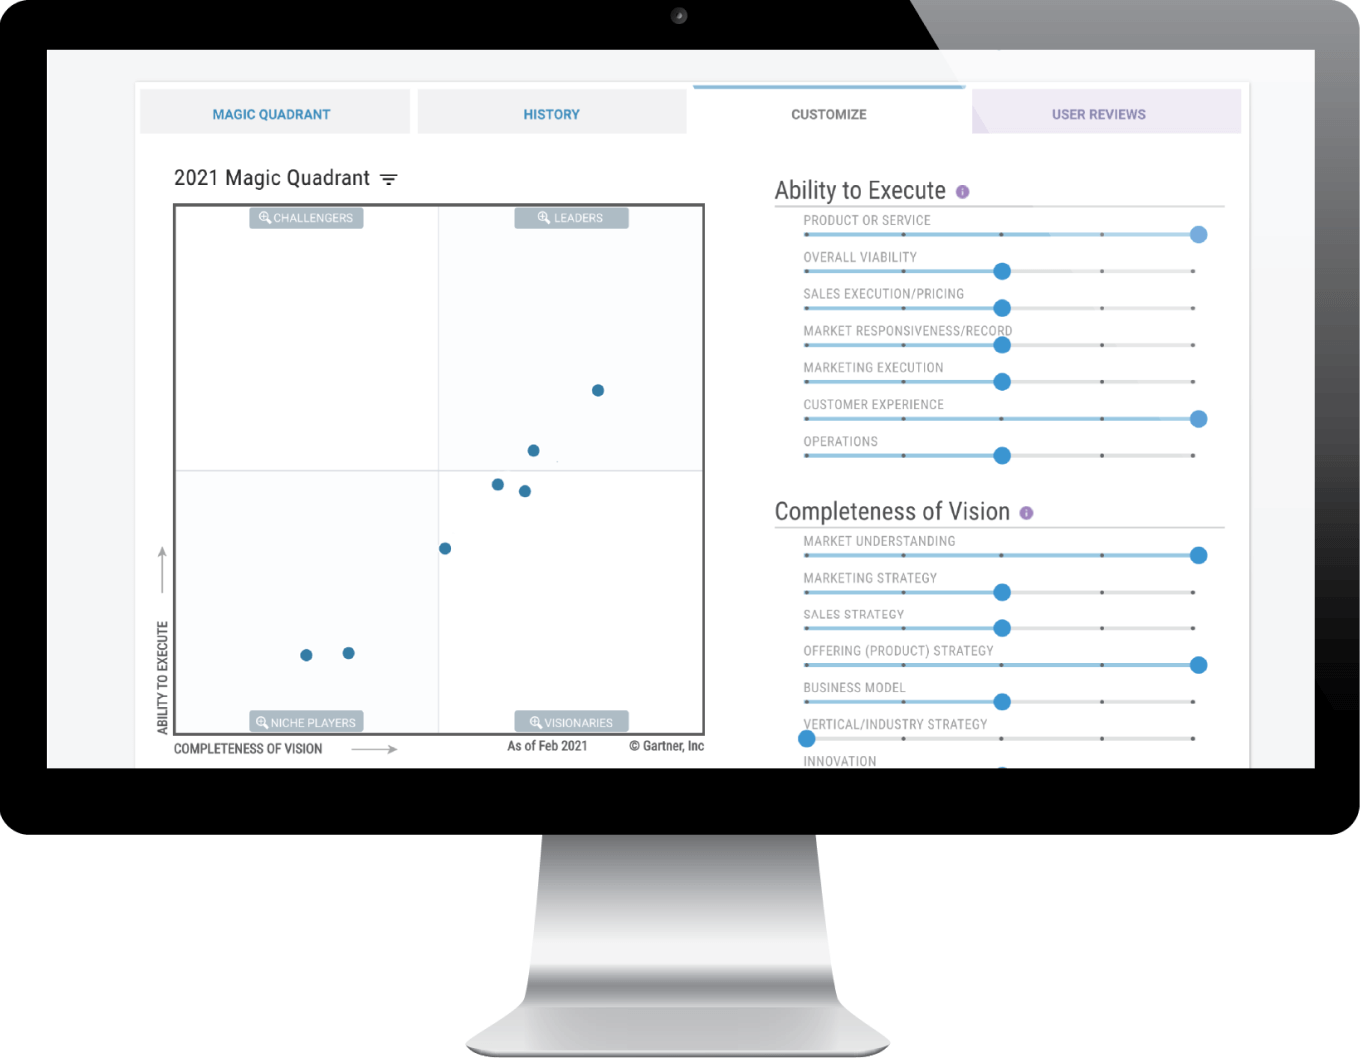 MAGIC QUADRANT
HISTORY
CUSTOMIZE
USER REVIEWS
2021 Magic Quadrant
CHALLENGERS
LEADERS
NICHE PLAYERS
VISIONARIES
ABILITY TO EXECUTE
COMPLETENESS OF VISION
As of Feb 2021
© Gartner, Inc
Ability to Execute
PRODUCT OR SERVICE
OVERALL VIABILITY
SALES EXECUTION/PRICING
MARKET RESPONSIVENESS/RECORD
MARKETING EXECUTION
CUSTOMER EXPERIENCE
OPERATIONS
Completeness of Vision
MARKET UNDERSTANDING
MARKETING STRATEGY
SALES STRATEGY
OFFERING (PRODUCT) STRATEGY
BUSINESS MODEL
VERTICAL/INDUSTRY STRATEGY
INNOVATION